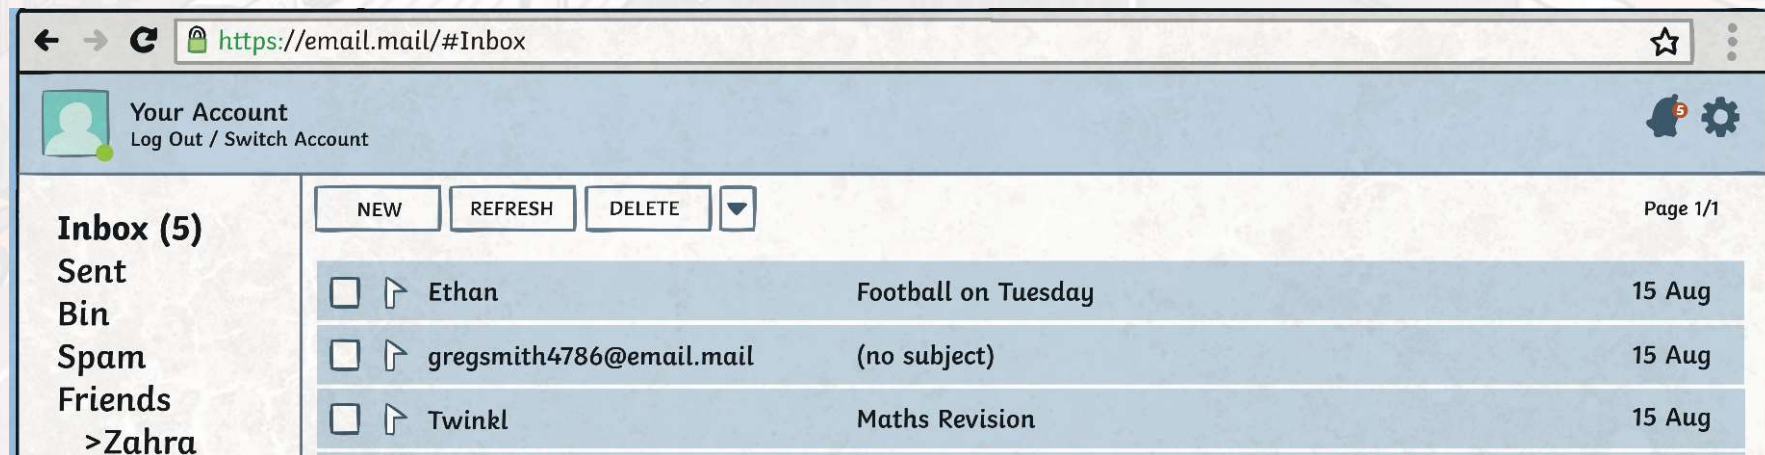 https://email.mail/#Inbox
Your Account
Log Out / Switch Account
5
Inbox (5)
Sent
Bin
Spam
Friends
>Zahra
NEW REFRESH DELETE
Page 1/1
Ethan Football on Tuesday 15 Aug
gregsmith4786@email.mail (no subject) 15 Aug
Twinkl Maths Revision 15 Aug